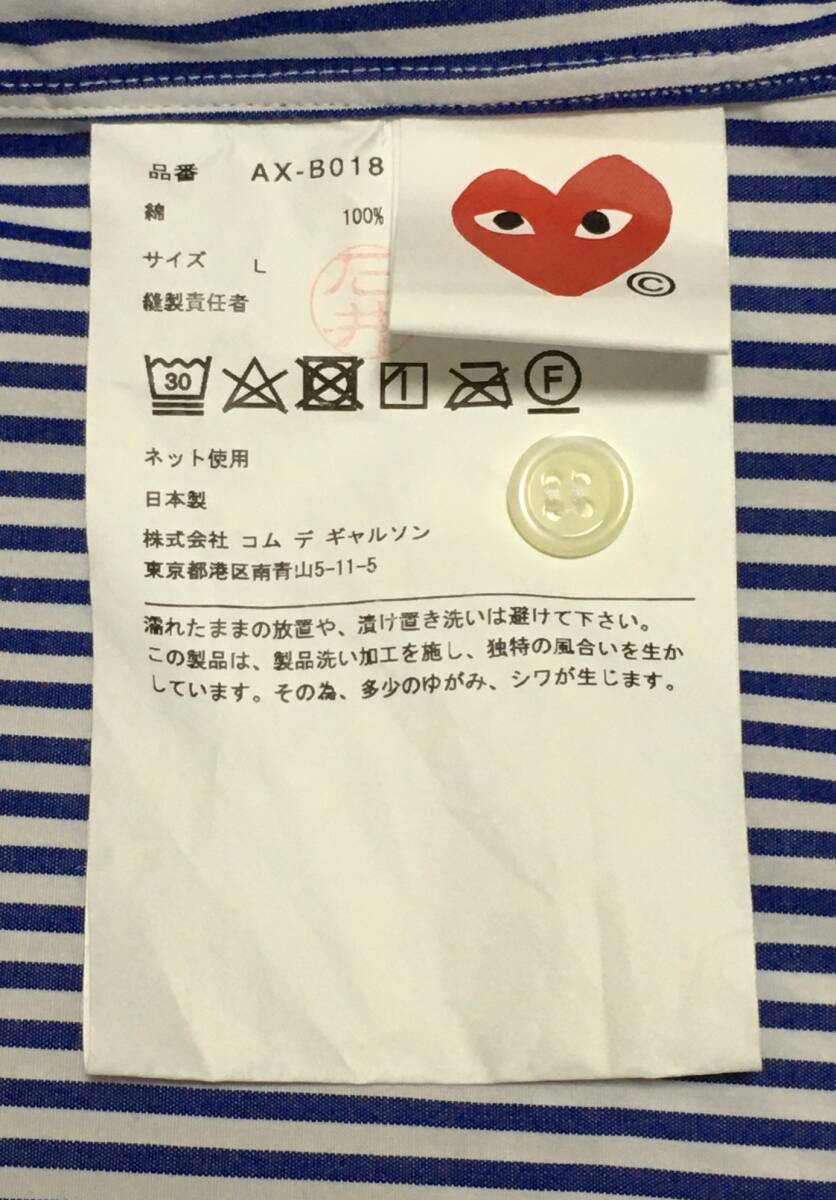 品番 AX-B018
綿 100%
サイズ L
縫製責任者 石井
©
30
F
ネット使用
日本製
株式会社 コム デ ギャルソン
東京都港区南青山5-11-5
濡れたままの放置や、漬け置き洗いは避けて下さい。
この製品は、製品洗い加工を施し、独特の風合いを生か
しています。その為、多少のゆがみ、シワが生じます。